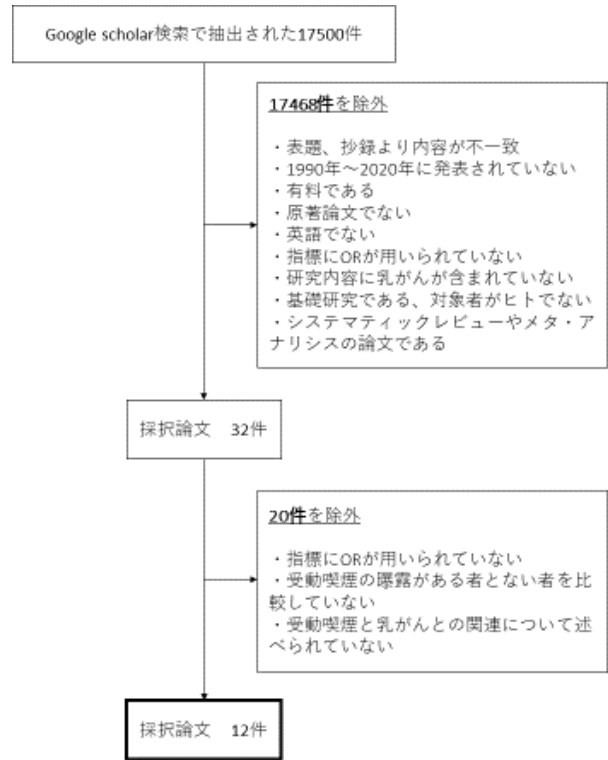 Google scholar検索で抽出された17500件
17468件を除外
・表題、抄録より内容が不一致
・1990年～2020年に発表されていない
・有料である
・原著論文でない
・英語でない
・指標にORが用いられていない
・研究内容に乳がんが含まれていない
・基礎研究である、対象者がヒトでない
・システマティックレビューやメタ・ア
ナリシスの論文である
採択論文　32件
20件を除外
・指標にORが用いられていない
・受動喫煙の曝露がある者とない者を比
較していない
・受動喫煙と乳がんとの関連について述
べられていない
採択論文　12件